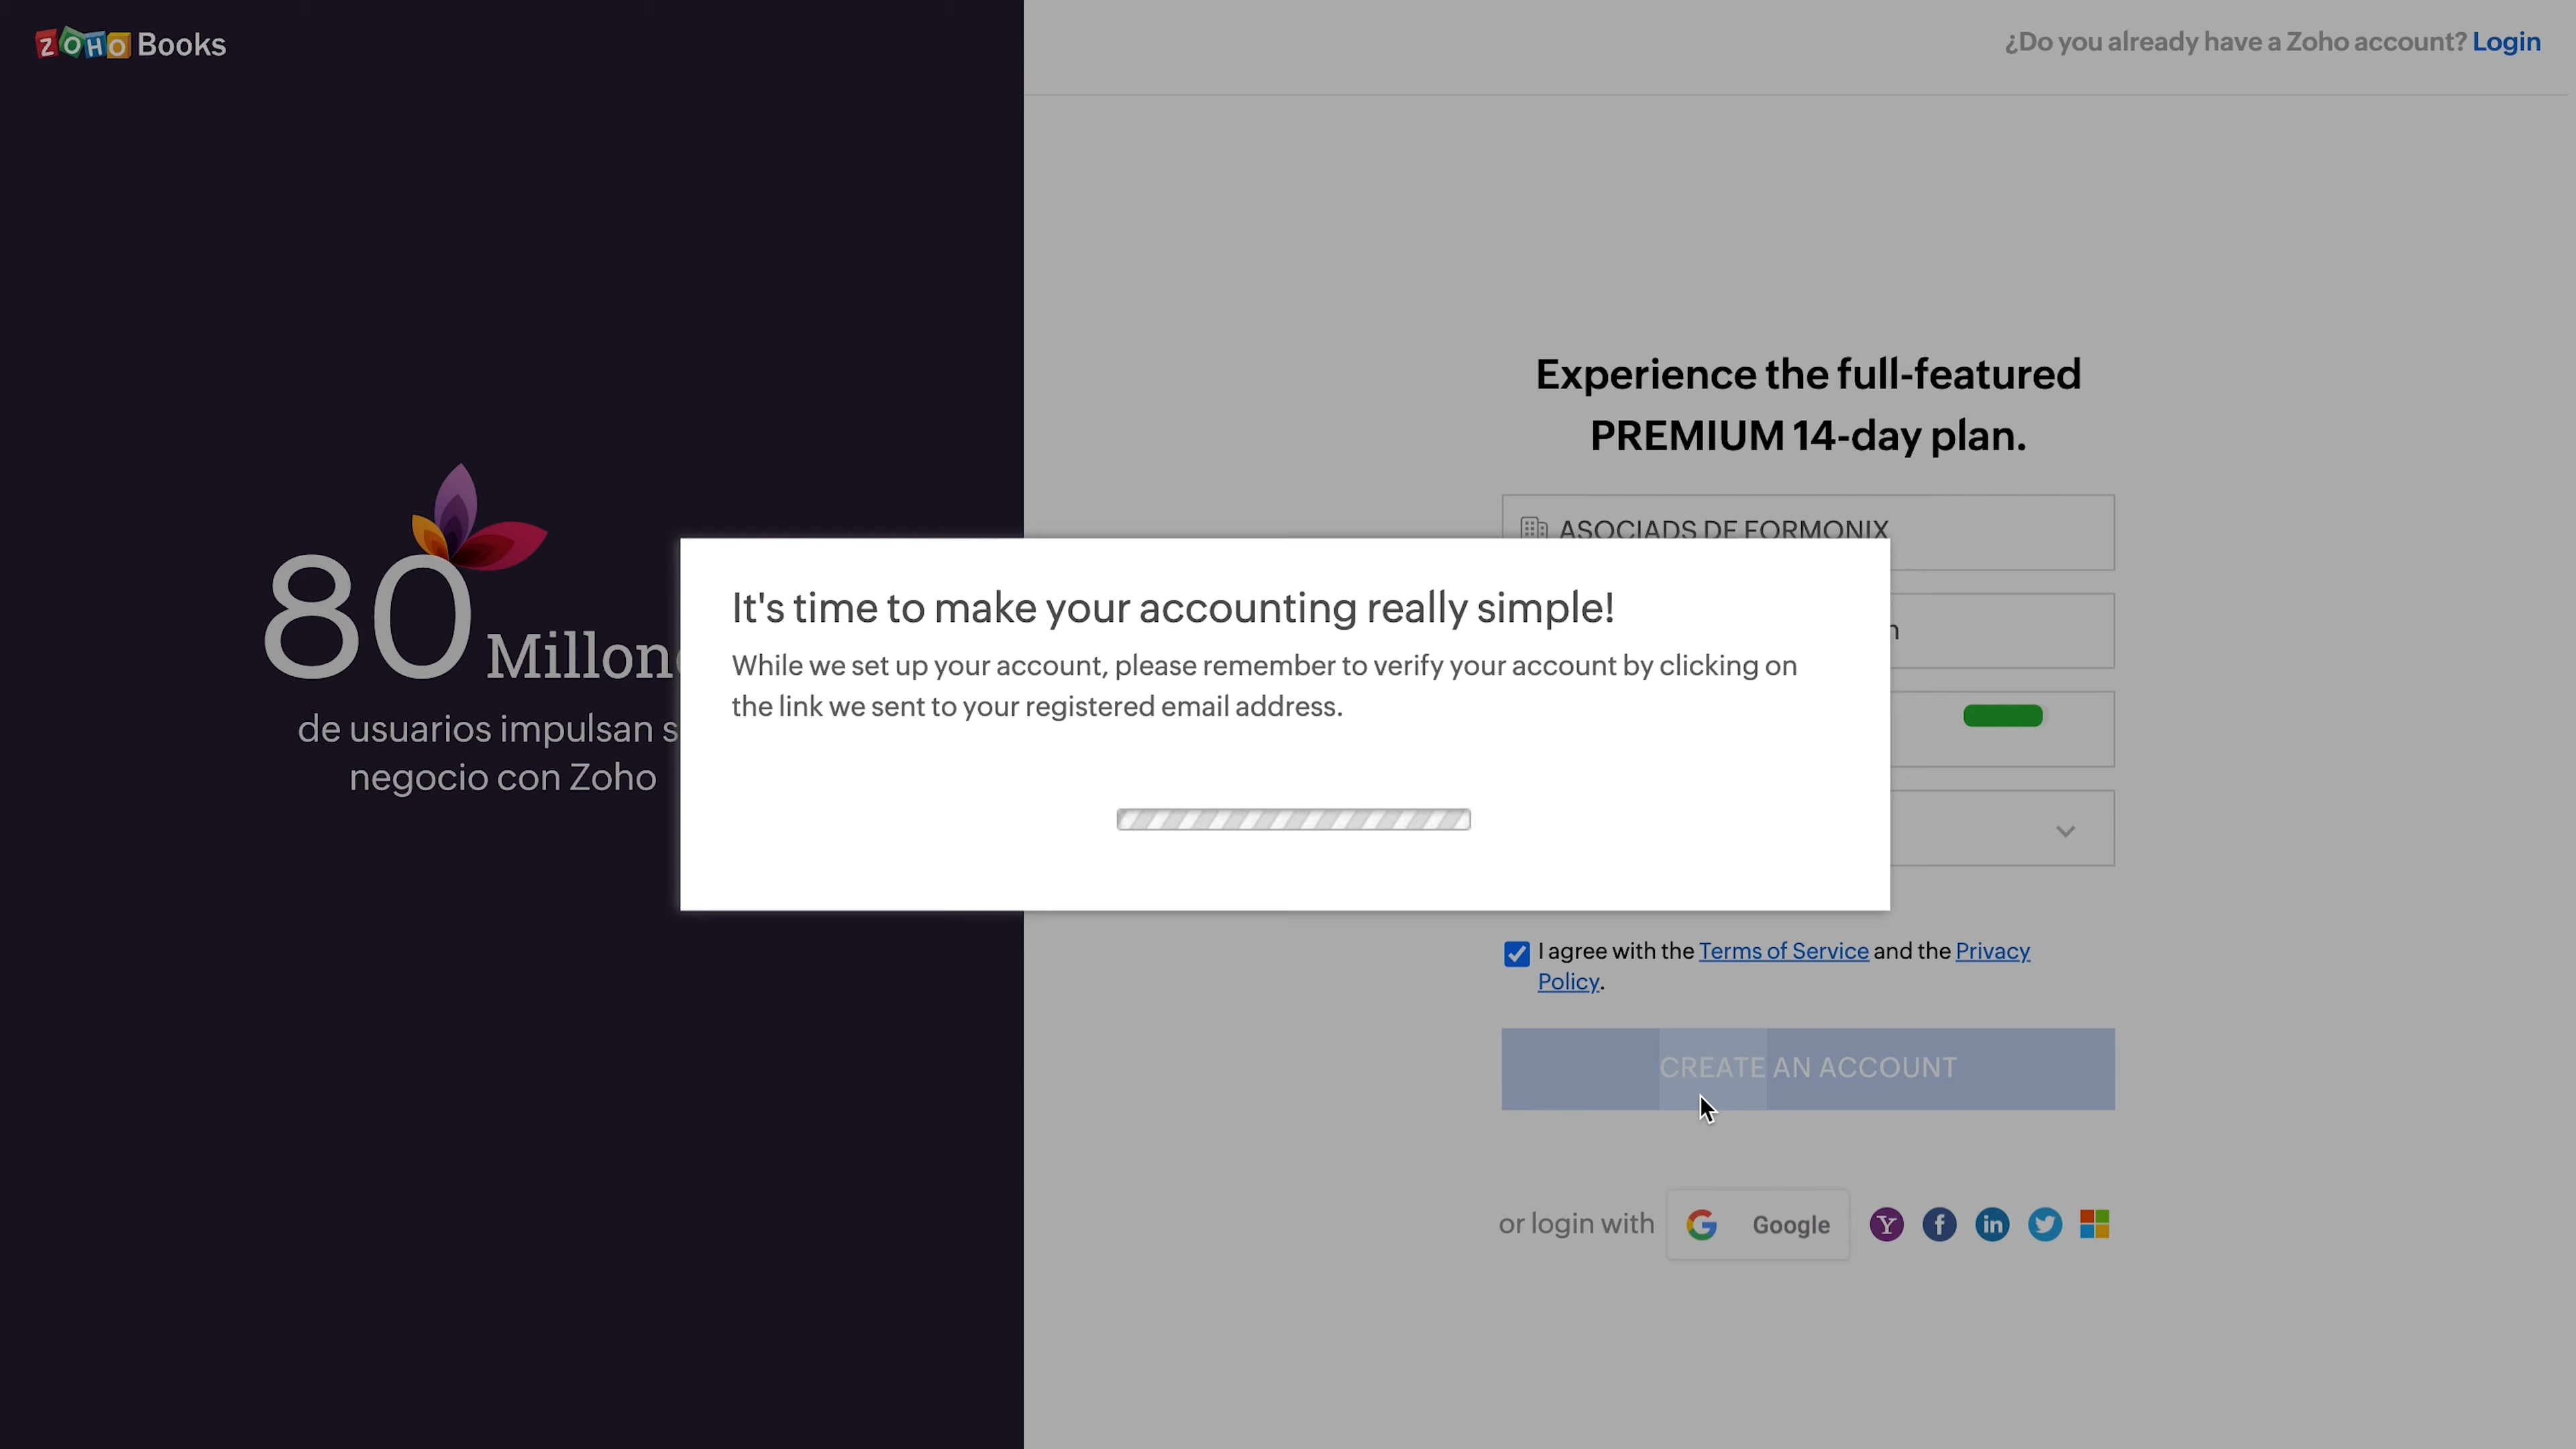 ZOHO Books
¿Do you already have a Zoho account? Login
80 Millon
de usuarios impulsan s
negocio con Zoho
Experience the full-featured
PREMIUM 14-day plan.
ASOCIADS DE FORMONIX
n
It's time to make your accounting really simple!
While we set up your account, please remember to verify your account by clicking on
the link we sent to your registered email address.
I agree with the Terms of Service and the Privacy
Policy.
CREATE AN ACCOUNT
or login with Google